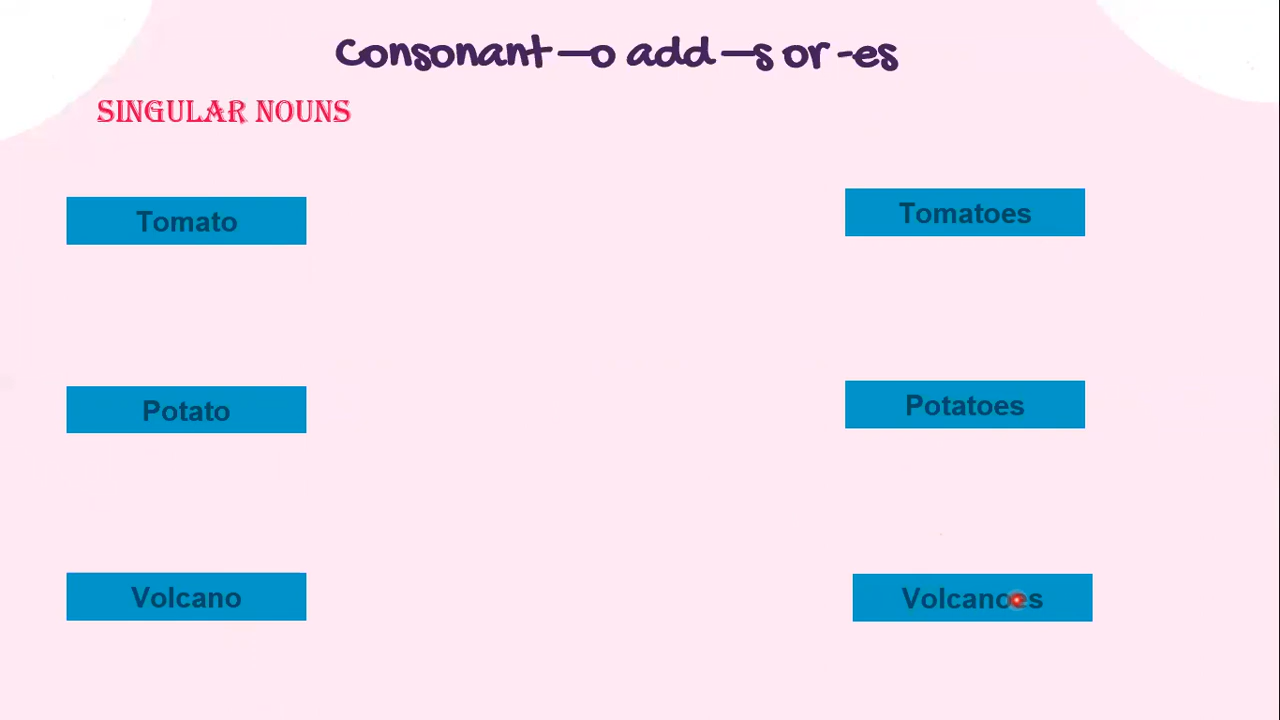 Consonant –o add –s or -es
SINGULAR NOUNS
Tomato
Tomatoes
Potato
Potatoes
Volcano
Volcanoes